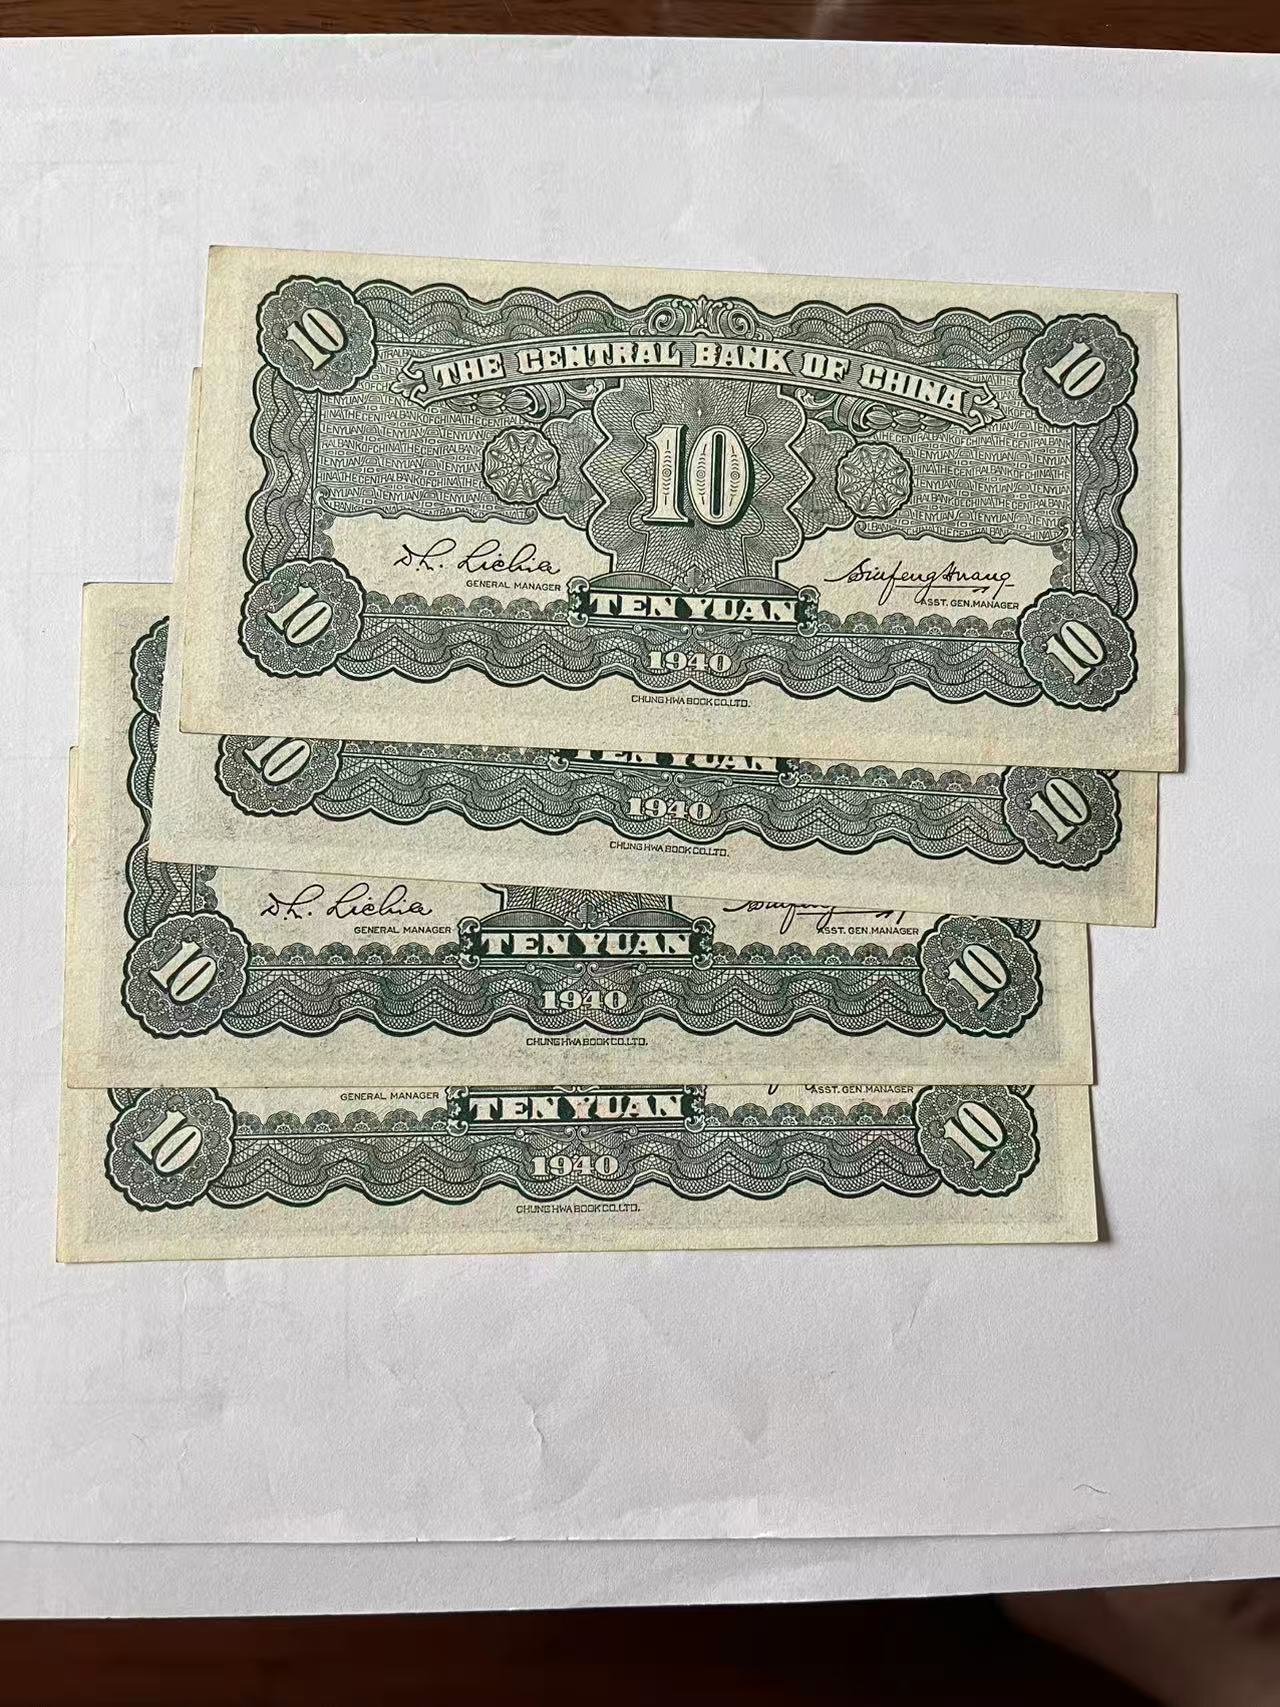 10 10
THE CENTRAL BANK OF CHINA
10
D.L. Lichia Sinfeng Huang
GENERAL MANAGER ASST. GEN. MANAGER
10 TEN YUAN 10
1940
CHUNG HWA BOOK CO.,LTD.
10 TEN YUAN 10
1940
CHUNG HWA BOOK CO.,LTD.
D.L. Lichia
GENERAL MANAGER ASST. GEN. MANAGER
10 TEN YUAN 10
1940
CHUNG HWA BOOK CO.,LTD.
GENERAL MANAGER ASST. GEN. MANAGER
10 TEN YUAN 10
1940
CHUNG HWA BOOK CO.,LTD.